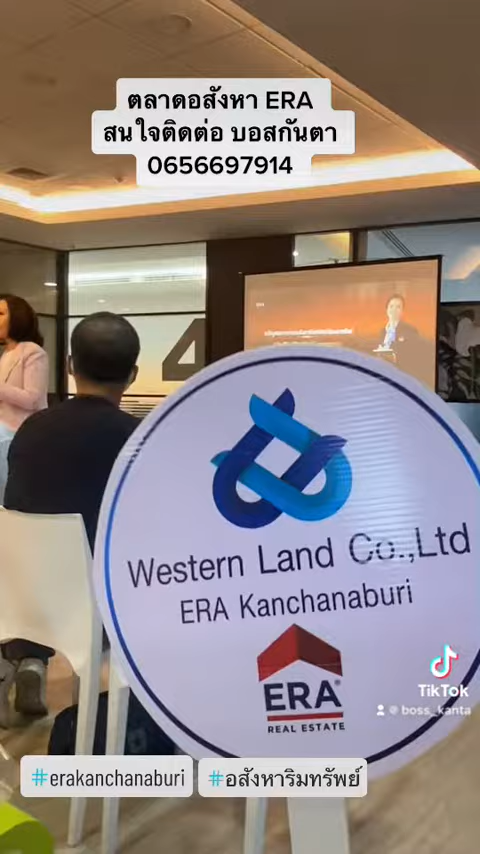 ตลาดอสังหา ERA
สนใจติดต่อ บอสกันตา
0656697914
Western Land Co.,Ltd
ERA Kanchanaburi
ERA®
REAL ESTATE
TikTok
@ boss_kanta
#erakanchanaburi #อสังหาริมทรัพย์